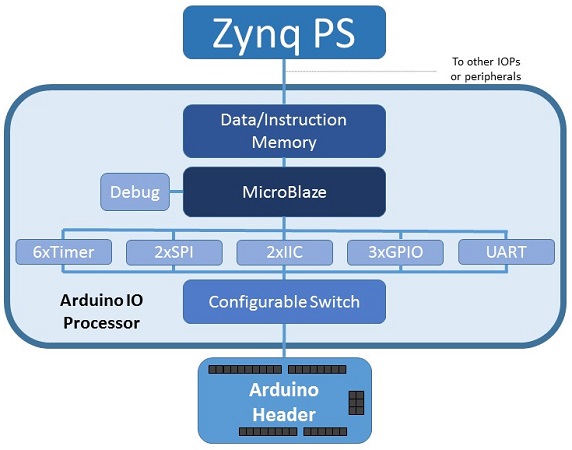 Zynq PS
To other IOPs
or peripherals
Data/Instruction
Memory
Debug
MicroBlaze
6xTimer
2xSPI
2xIIC
3xGPIO
UART
Arduino IO
Processor
Configurable Switch
Arduino
Header